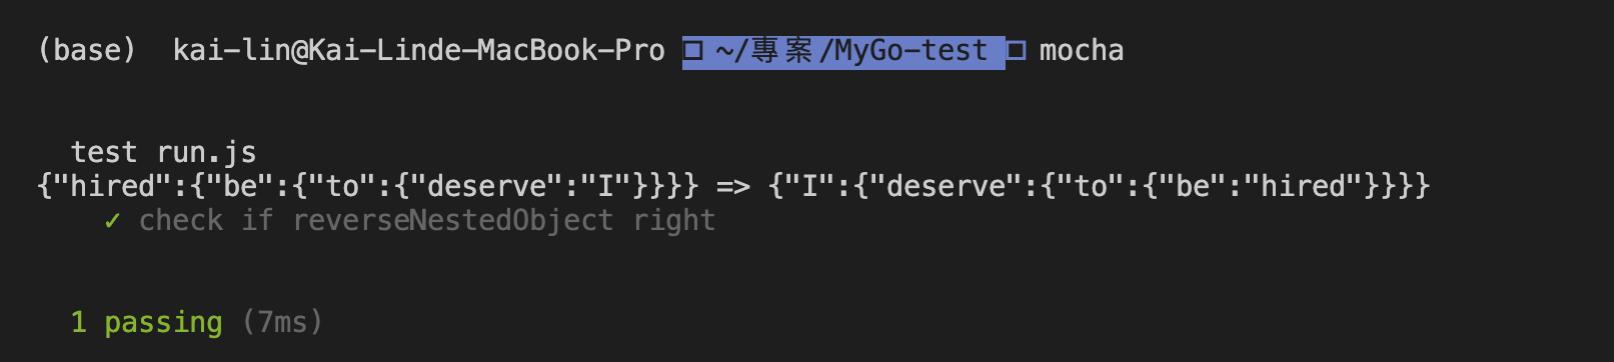 (base) kai-lin@Kai-Linde-MacBook-Pro ~/專案/MyGo-test mocha
test run.js
{"hired":{"be":{"to":{"deserve":"I"}}}} => {"I":{"deserve":{"to":{"be":"hired"}}}}
✓ check if reverseNestedObject right
1 passing (7ms)